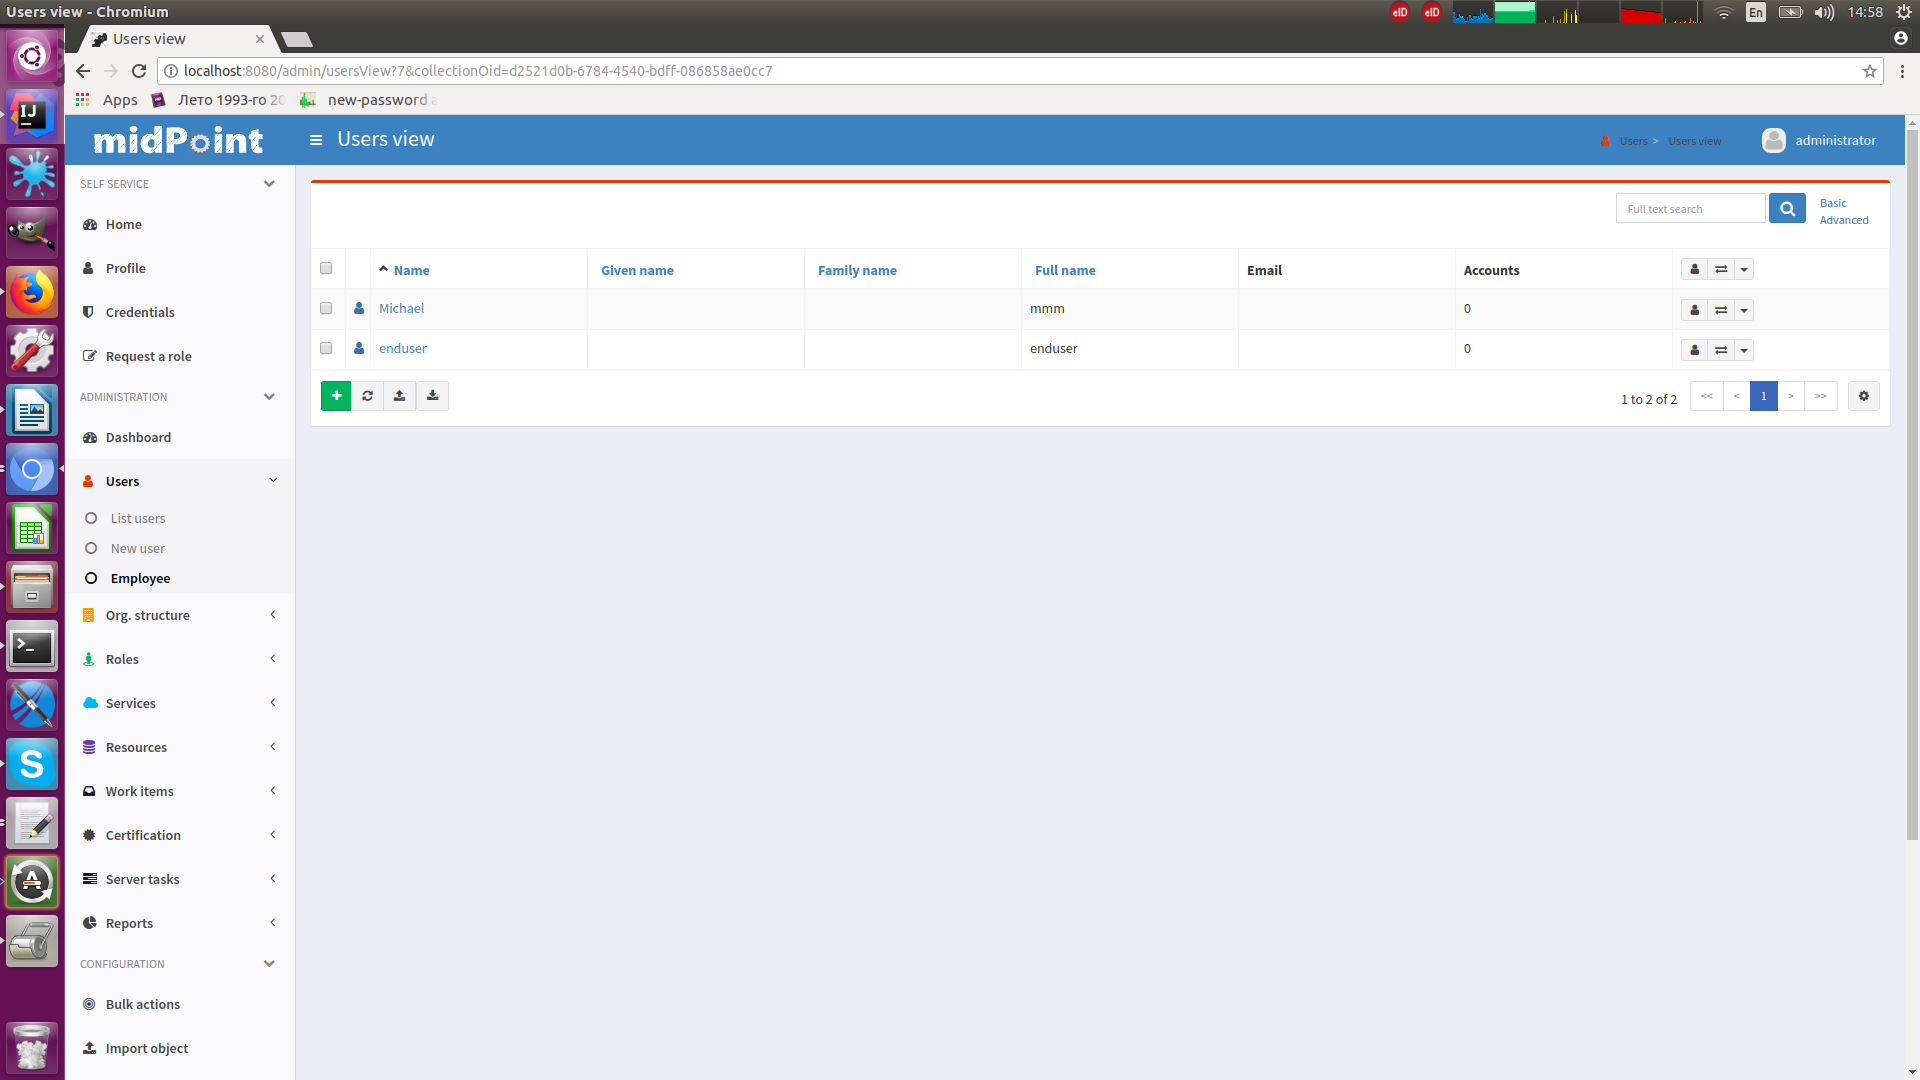 Users view - Chromium
eID eID En 14:58
Users view
localhost:8080/admin/usersView?7&collectionOid=d2521d0b-6784-4540-bdff-086858ae0cc7
Apps Лето 1993-го 20 new-password a
midPoint Users view Users > Users view administrator
SELF SERVICE
Home
Profile
Credentials
Request a role
ADMINISTRATION
Dashboard
Users
List users
New user
Employee
Org. structure
Roles
Services
Resources
Work items
Certification
Server tasks
Reports
CONFIGURATION
Bulk actions
Import object
Full text search Basic
Advanced
Name Given name Family name Full name Email Accounts
Michael mmm 0
enduser enduser 0
1 to 2 of 2 << < 1 > >>
IJ